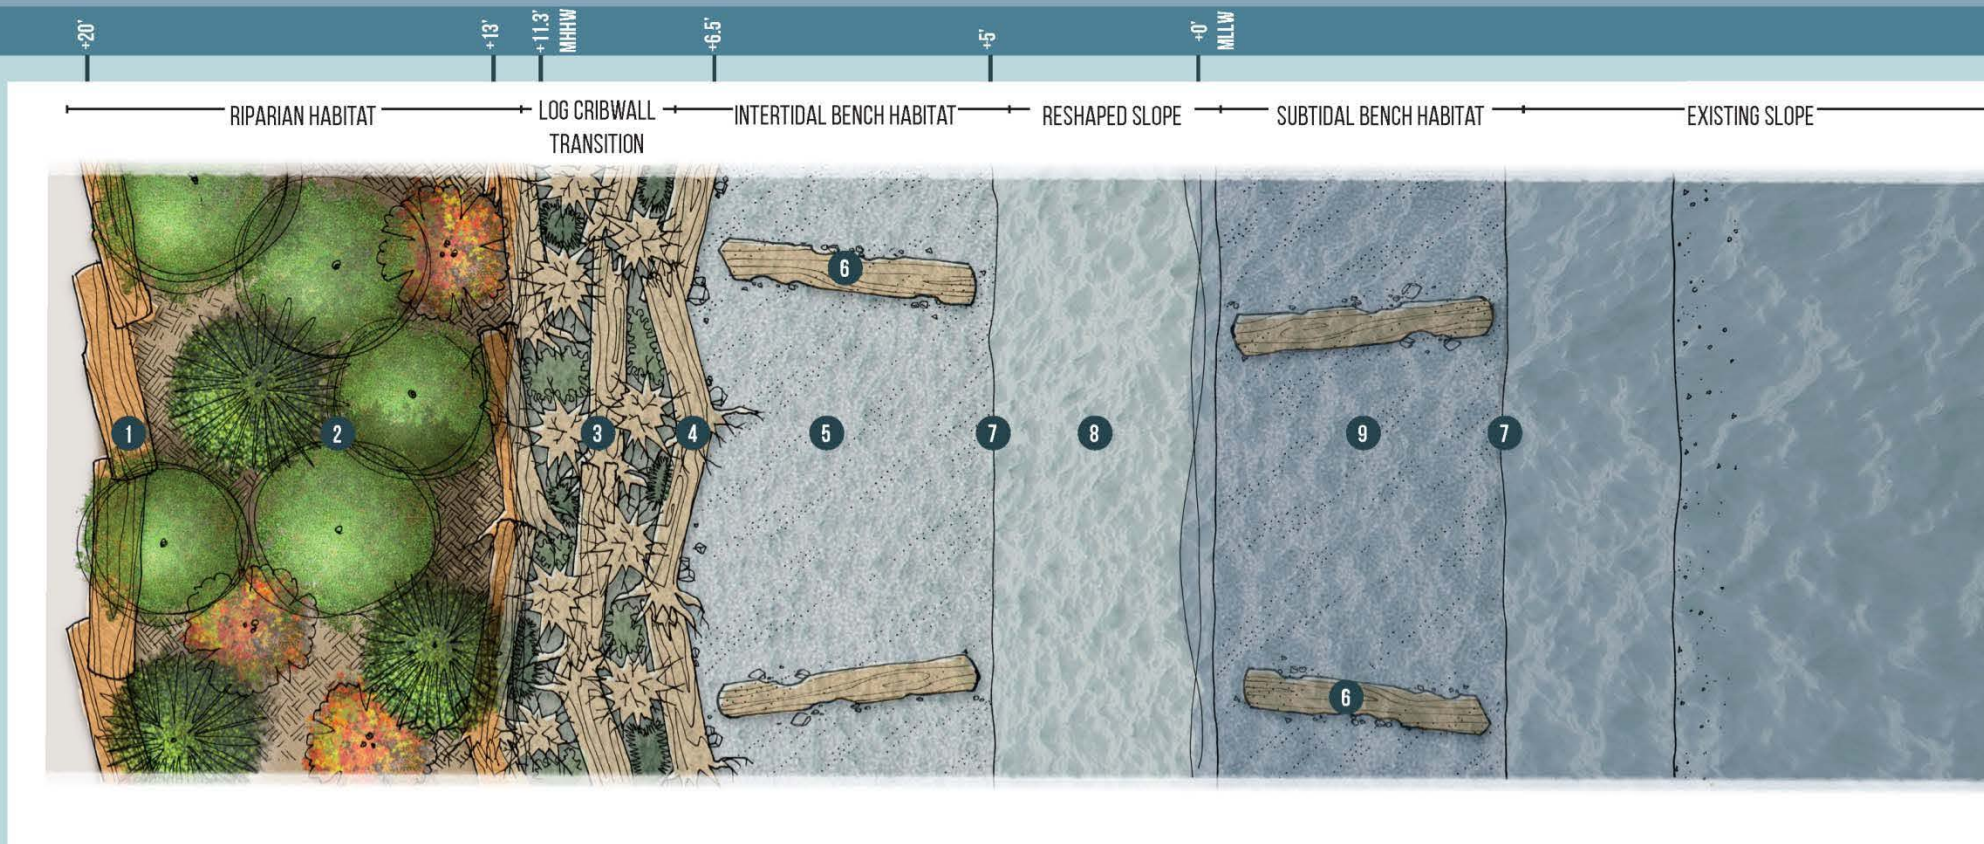 +20'
+13'
+11.3'
MHHW
+6.5'
+5'
+0'
MLLW
RIPARIAN HABITAT
LOG CRIBWALL
TRANSITION
INTERTIDAL BENCH HABITAT
RESHAPED SLOPE
SUBTIDAL BENCH HABITAT
EXISTING SLOPE
6
1
2
3
4
5
7
8
9
7
6